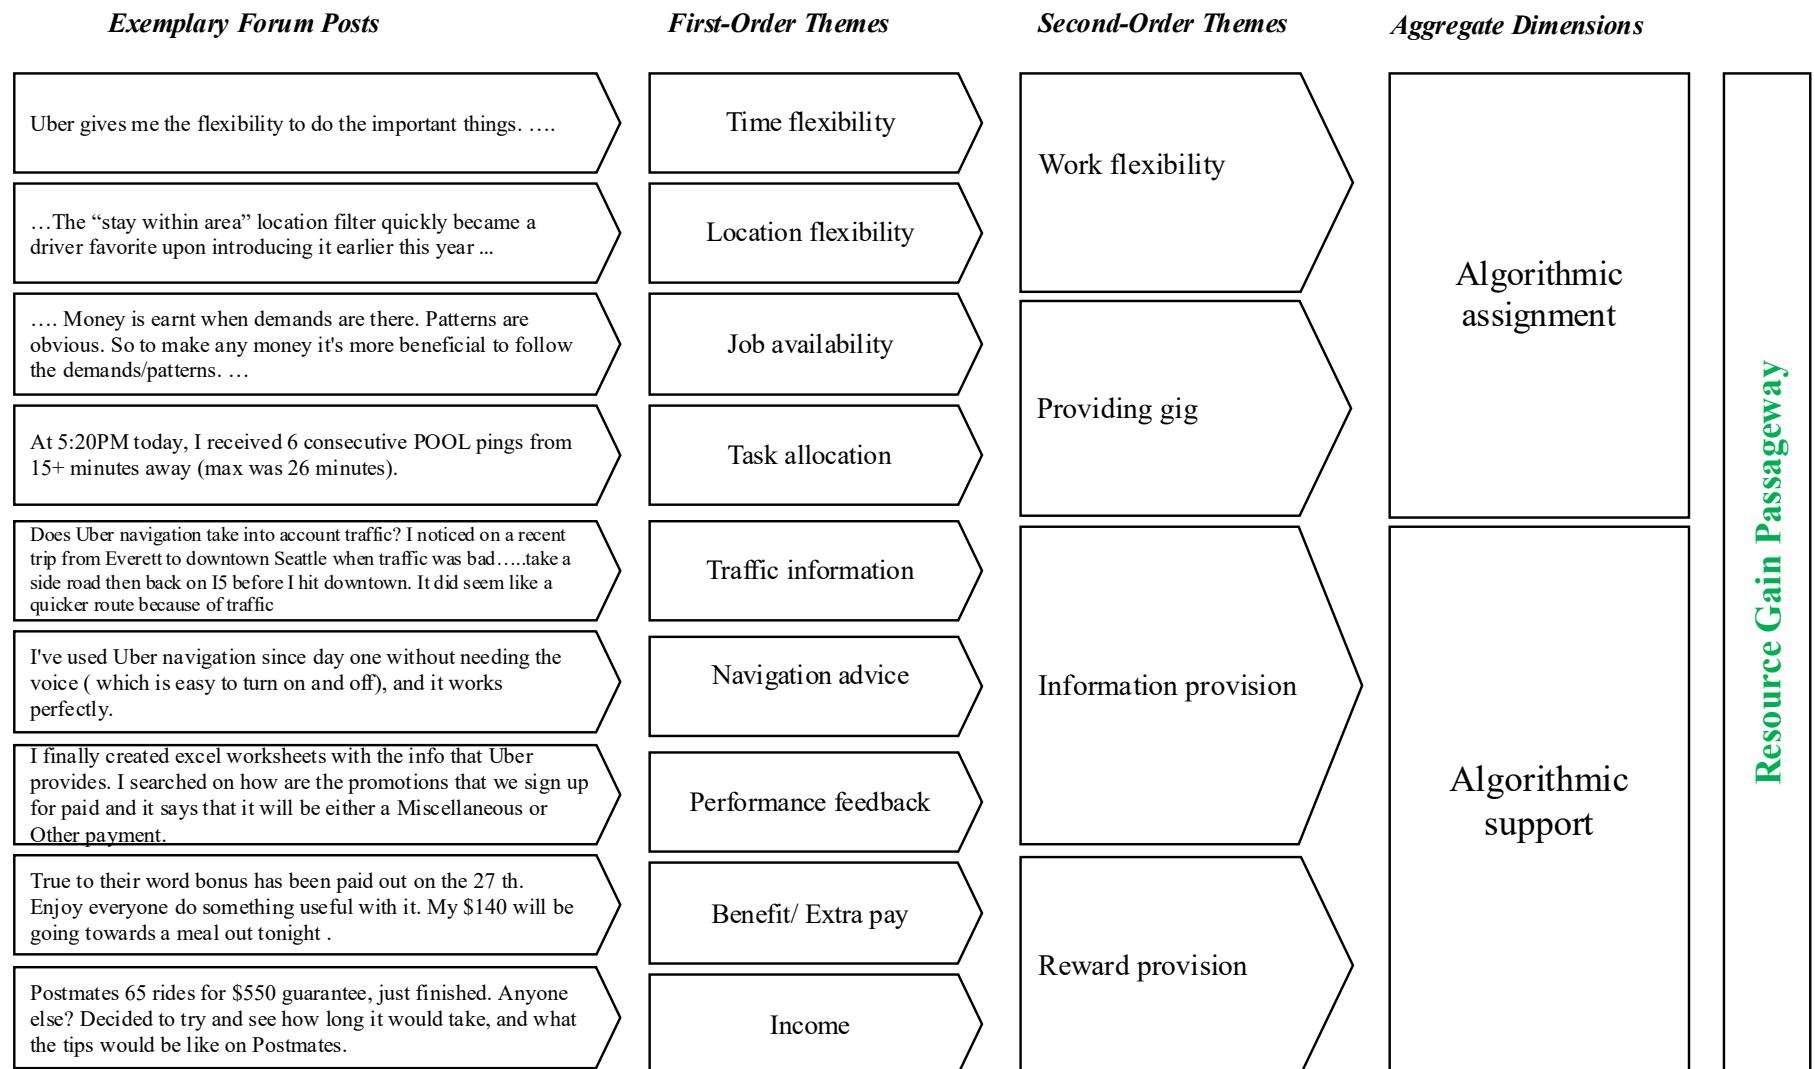 Exemplary Forum Posts
First-Order Themes
Second-Order Themes
Aggregate Dimensions
Uber gives me the flexibility to do the important things. ….
Time flexibility
Work flexibility
Algorithmic
assignment
Resource Gain Passageway
…The “stay within area” location filter quickly became a
driver favorite upon introducing it earlier this year ...
Location flexibility
…. Money is earnt when demands are there. Patterns are
obvious. So to make any money it's more beneficial to follow
the demands/patterns. …
Job availability
Providing gig
At 5:20PM today, I received 6 consecutive POOL pings from
15+ minutes away (max was 26 minutes).
Task allocation
Does Uber navigation take into account traffic? I noticed on a recent
trip from Everett to downtown Seattle when traffic was bad…..take a
side road then back on I5 before I hit downtown. It did seem like a
quicker route because of traffic
Traffic information
Information provision
Algorithmic
support
I've used Uber navigation since day one without needing the
voice ( which is easy to turn on and off), and it works
perfectly.
Navigation advice
I finally created excel worksheets with the info that Uber
provides. I searched on how are the promotions that we sign up
for paid and it says that it will be either a Miscellaneous or
Other payment.
Performance feedback
True to their word bonus has been paid out on the 27 th.
Enjoy everyone do something useful with it. My $140 will be
going towards a meal out tonight .
Benefit/ Extra pay
Reward provision
Postmates 65 rides for $550 guarantee, just finished. Anyone
else? Decided to try and see how long it would take, and what
the tips would be like on Postmates.
Income